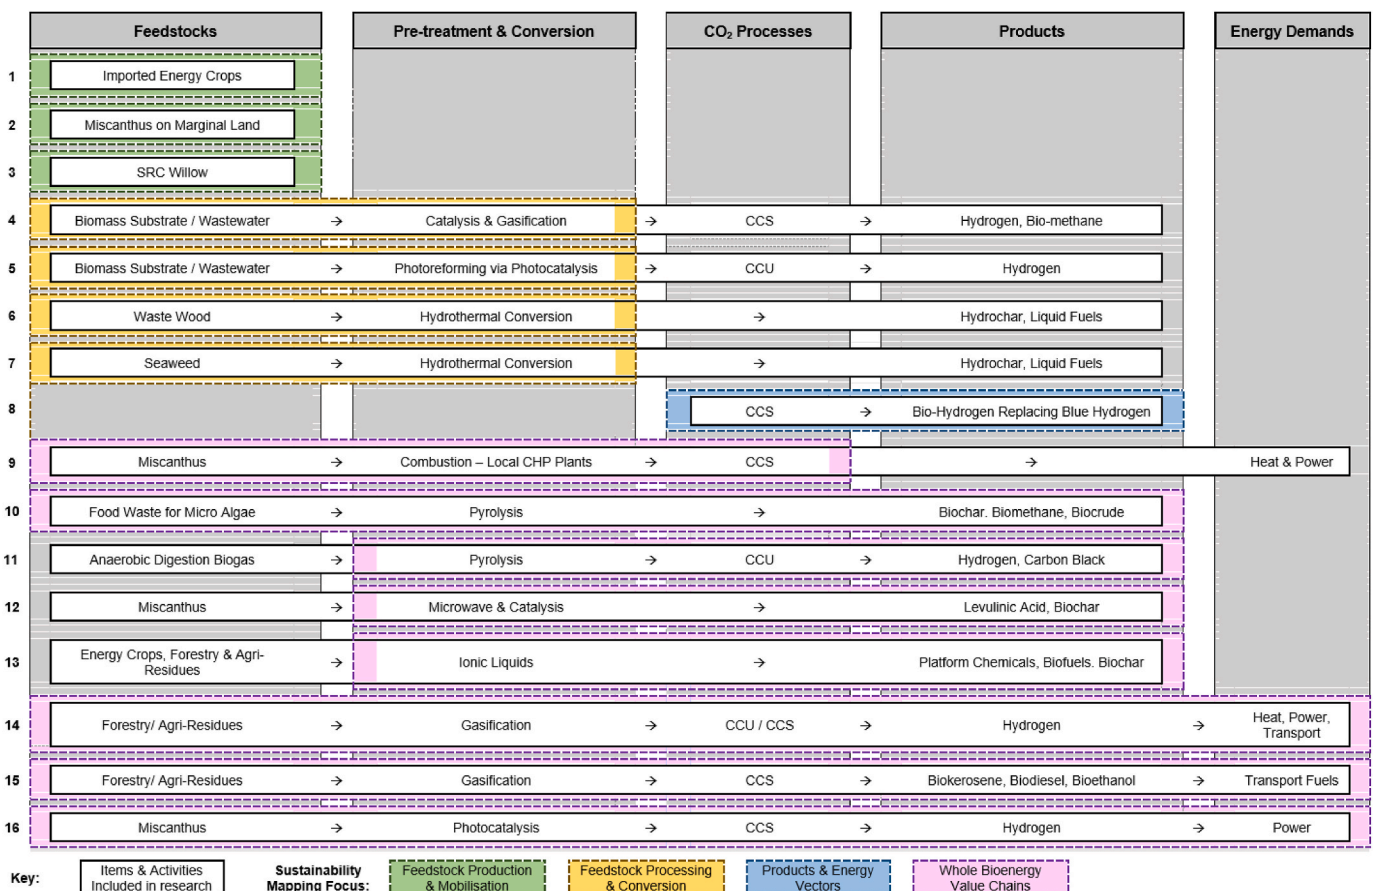 Feedstocks Pre-treatment & Conversion CO₂ Processes Products Energy Demands
1 Imported Energy Crops
2 Miscanthus on Marginal Land
3 SRC Willow
4 Biomass Substrate / Wastewater → Catalysis & Gasification → CCS → Hydrogen, Bio-methane
5 Biomass Substrate / Wastewater → Photoreforming via Photocatalysis → CCU → Hydrogen
6 Waste Wood → Hydrothermal Conversion → Hydrochar, Liquid Fuels
7 Seaweed → Hydrothermal Conversion → Hydrochar, Liquid Fuels
8 CCS → Bio-Hydrogen Replacing Blue Hydrogen
9 Miscanthus → Combustion – Local CHP Plants → CCS → Heat & Power
10 Food Waste for Micro Algae → Pyrolysis → Biochar. Biomethane, Biocrude
11 Anaerobic Digestion Biogas → Pyrolysis → CCU → Hydrogen, Carbon Black
12 Miscanthus → Microwave & Catalysis → Levulinic Acid, Biochar
13 Energy Crops, Forestry & Agri-
Residues → Ionic Liquids → Platform Chemicals, Biofuels. Biochar
14 Forestry/ Agri-Residues → Gasification → CCU / CCS → Hydrogen → Heat, Power,
Transport
15 Forestry/ Agri-Residues → Gasification → CCS → Biokerosene, Biodiesel, Bioethanol → Transport Fuels
16 Miscanthus → Photocatalysis → CCS → Hydrogen → Power
Key:
Items & Activities
Included in research
Sustainability
Mapping Focus:
Feedstock Production
& Mobilisation
Feedstock Processing
& Conversion
Products & Energy
Vectors
Whole Bioenergy
Value Chains